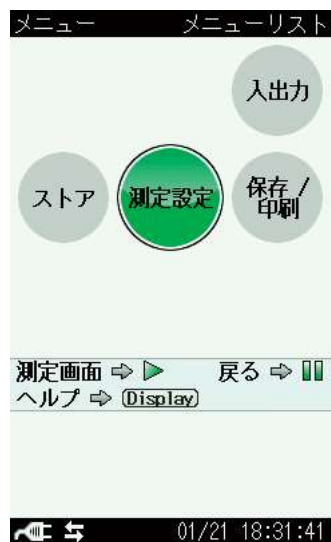 メニュー メニューリスト
入出力
ストア 測定設定 保存/
印刷
測定画面 ⇨ ▷ 戻る ⇨ ▯▯
ヘルプ ⇨ Display
01/21 18:31:41